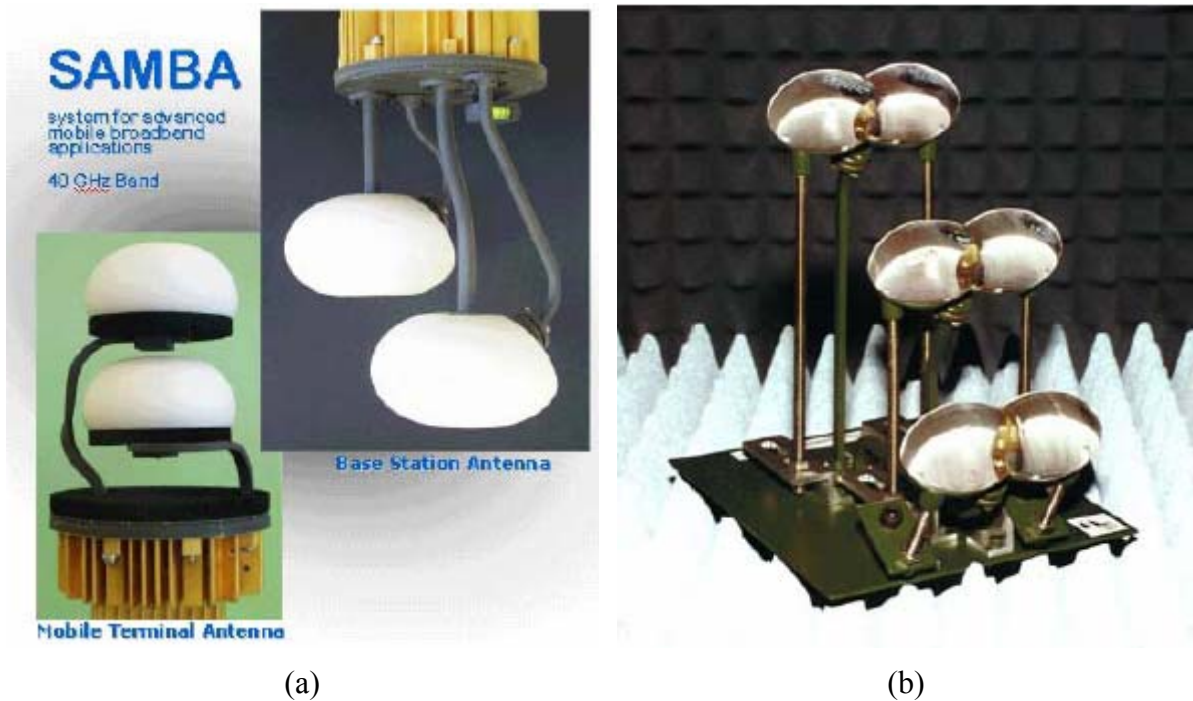 SAMBA
system for advanced
mobile broadband
applications
40 GHz Band
Base Station Antenna
Mobile Terminal Antenna
(a)
(b)